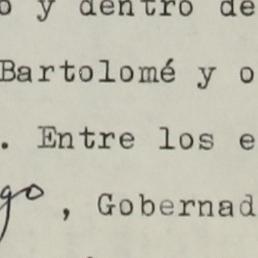 o y dentro de
Bartolomé y o
. Entre los e
go, Gobernad